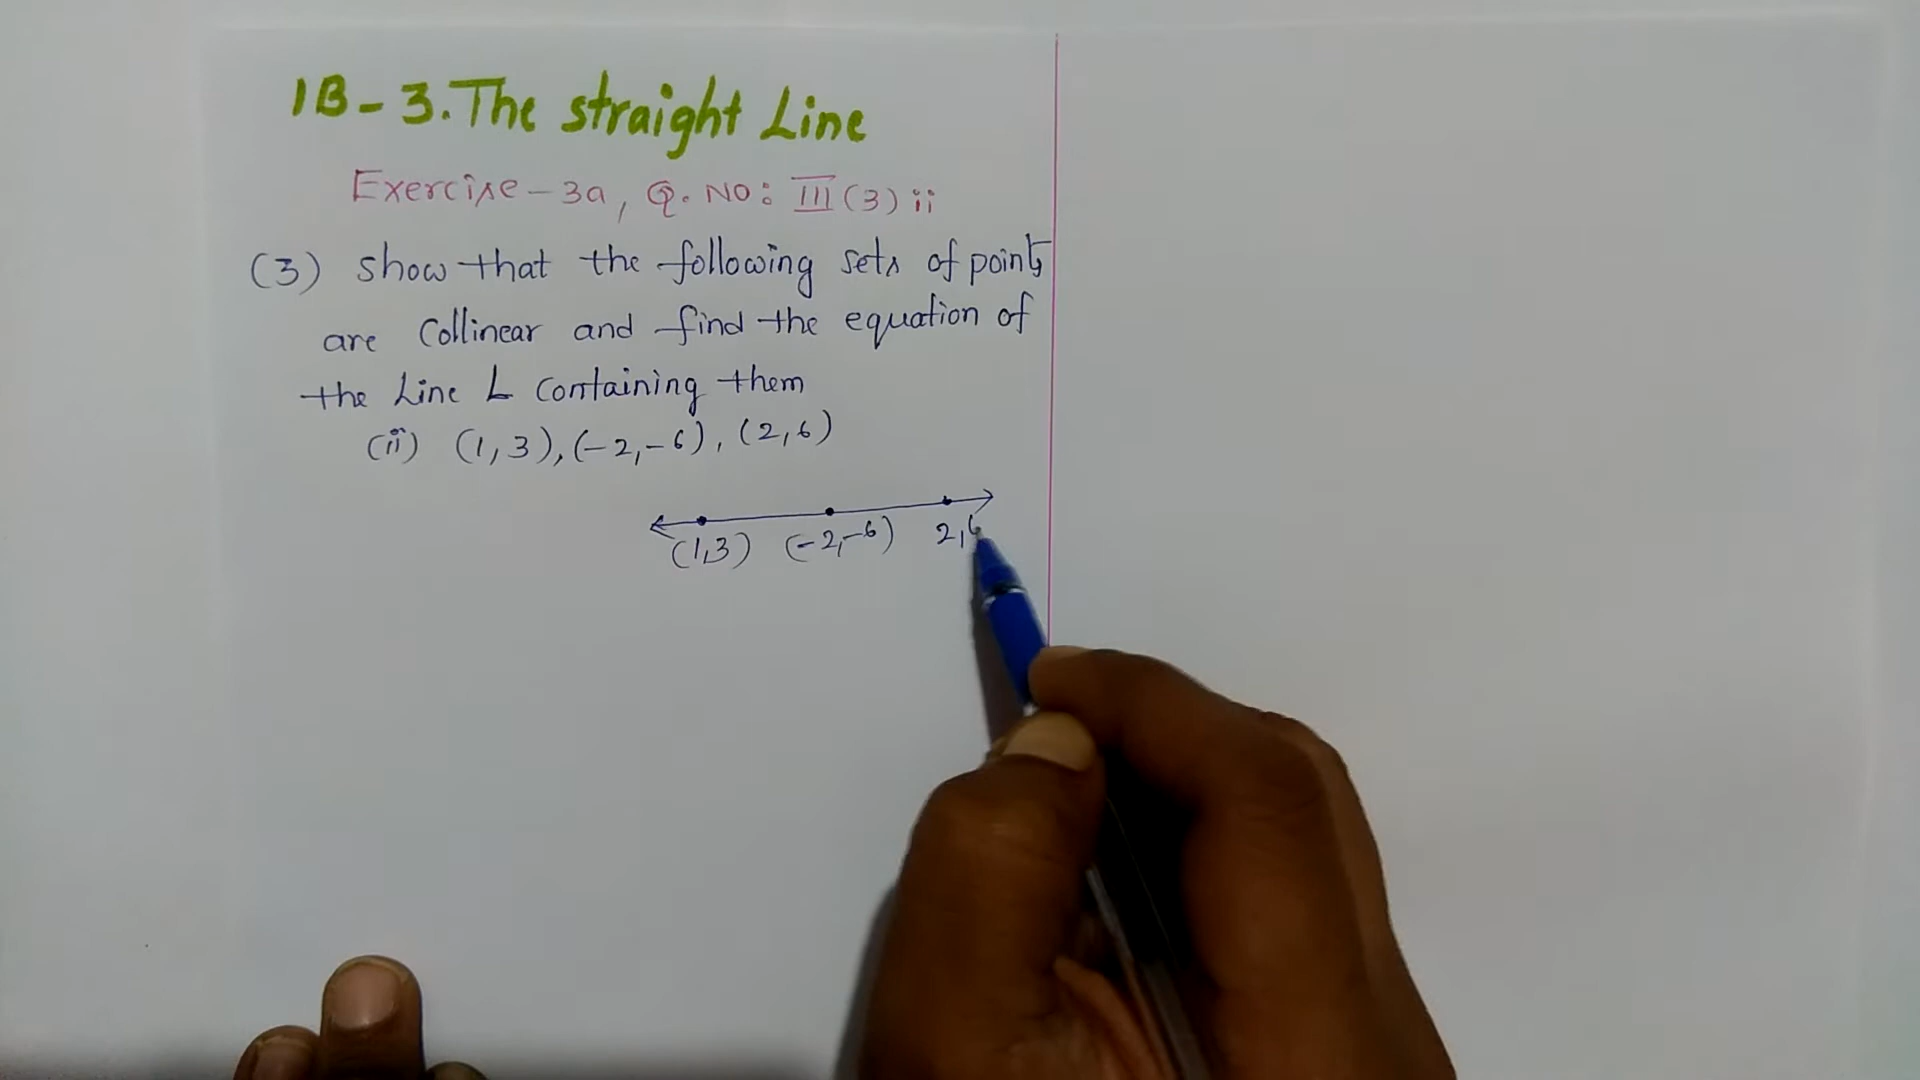 1B-3. The straight Line
Exercise-3a, Q. NO: III (3) ii
(3) show that the following sets of points
are Collinear and find the equation of
the Line L containing them
(ii) (1,3), (-2,-6), (2,6)
(1,3) (-2,-6) 2,6